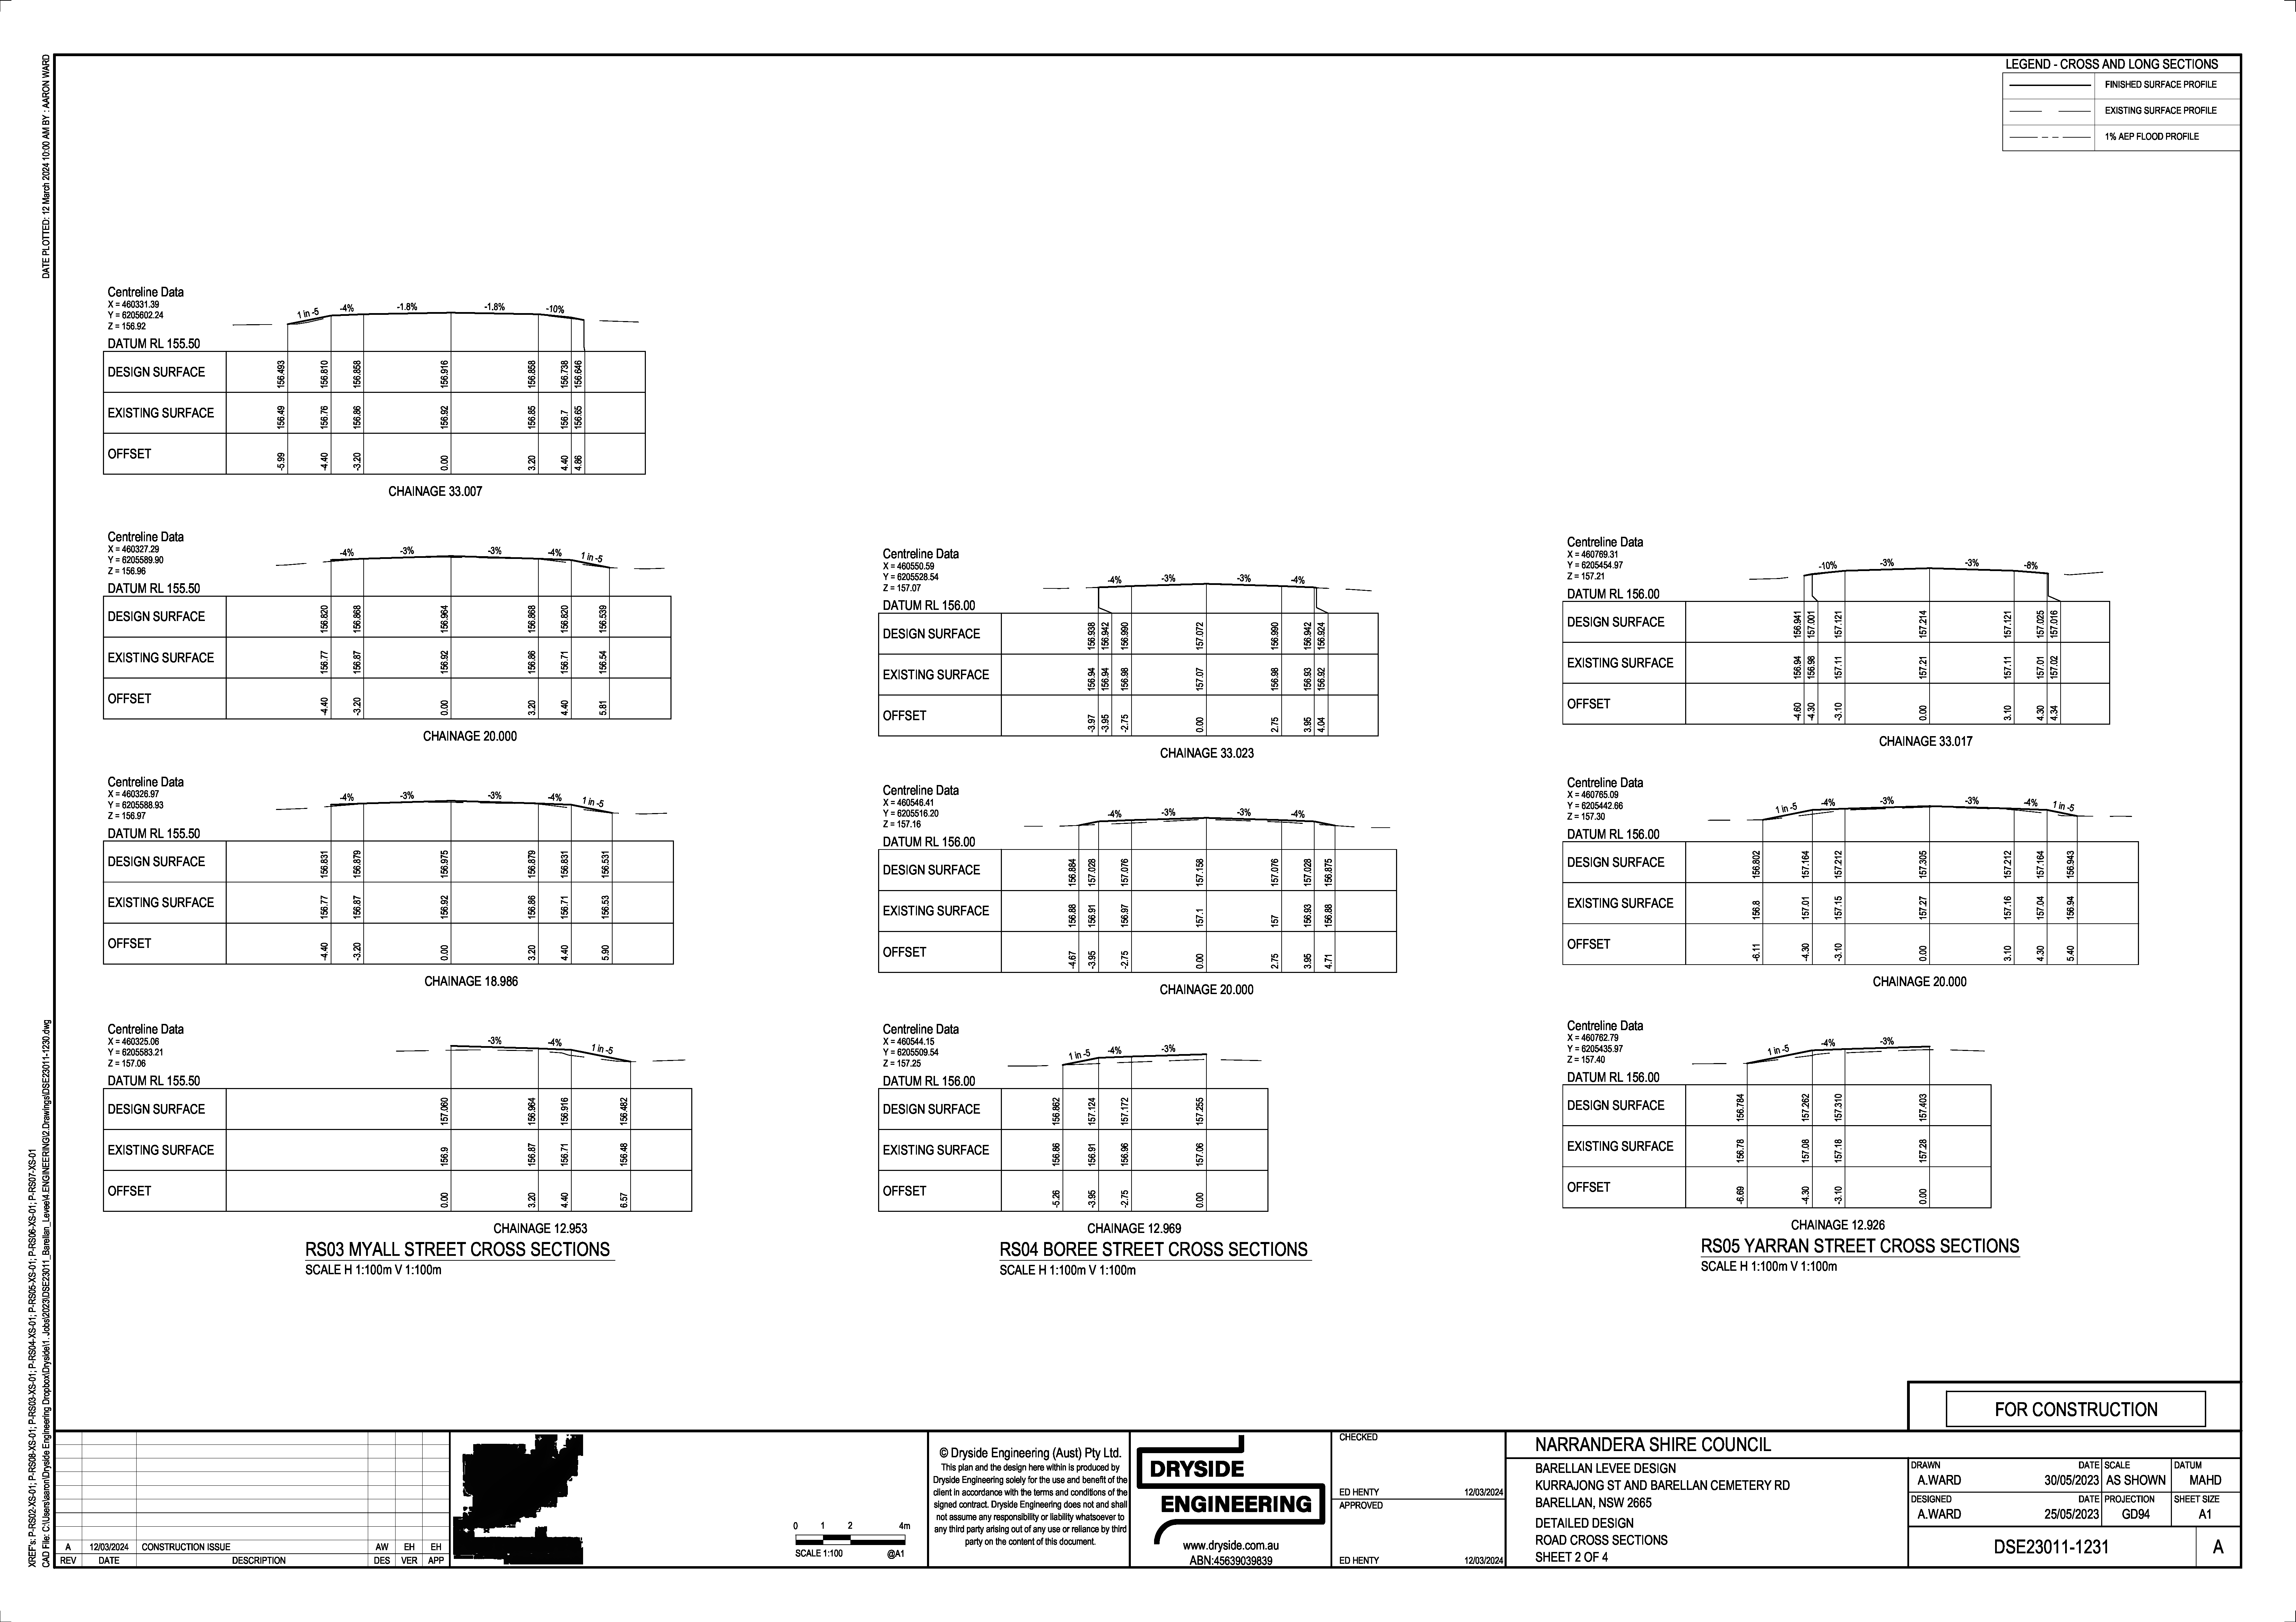 LEGEND - CROSS AND LONG SECTIONS
FINISHED SURFACE PROFILE
EXISTING SURFACE PROFILE
1% AEP FLOOD PROFILE
DATE PLOTTED: 12 March 2024 10:00 AM BY : AARON WARD
XREF's: P-RS02-XS-01; P-RS08-XS-01; P-RS03-XS-01; P-RS04-XS-01; P-RS05-XS-01; P-RS06-XS-01; P-RS07-XS-01
CAD File: C:\Users\aaron\Dryside Engineering Dropbox\Dryside\1. Jobs\2023\DSE23011_Barellan_Levee\4.ENGINEERING\2.Drawings\DSE23011-1230.dwg
Centreline Data
X = 460331.39
Y = 6205602.24
Z = 156.92
1 in -5 -4% -1.8% -1.8% -10%
DATUM RL 155.50
DESIGN SURFACE 156.493 156.810 156.858 156.916 156.858 156.738 156.646
EXISTING SURFACE 156.49 156.76 156.86 156.92 156.85 156.7 156.65
OFFSET -5.99 -4.40 -3.20 0.00 3.20 4.40 4.86
CHAINAGE 33.007
Centreline Data
X = 460327.29
Y = 6205589.90
Z = 156.96
-4% -3% -3% -4% 1 in -5
DATUM RL 155.50
DESIGN SURFACE 156.820 156.868 156.964 156.868 156.820 156.539
EXISTING SURFACE 156.77 156.87 156.92 156.86 156.71 156.54
OFFSET -4.40 -3.20 0.00 3.20 4.40 5.81
CHAINAGE 20.000
Centreline Data
X = 460326.97
Y = 6205588.93
Z = 156.97
-4% -3% -3% -4% 1 in -5
DATUM RL 155.50
DESIGN SURFACE 156.831 156.879 156.975 156.879 156.831 156.531
EXISTING SURFACE 156.77 156.87 156.92 156.86 156.71 156.53
OFFSET -4.40 -3.20 0.00 3.20 4.40 5.90
CHAINAGE 18.986
Centreline Data
X = 460325.06
Y = 6205583.21
Z = 157.06
-3% -4% 1 in -5
DATUM RL 155.50
DESIGN SURFACE 157.060 156.964 156.916 156.482
EXISTING SURFACE 156.9 156.87 156.71 156.48
OFFSET 0.00 3.20 4.40 6.57
CHAINAGE 12.953
RS03 MYALL STREET CROSS SECTIONS
SCALE H 1:100m V 1:100m
Centreline Data
X = 460550.59
Y = 6205528.54
Z = 157.07
-4% -3% -3% -4%
DATUM RL 156.00
DESIGN SURFACE 156.938 156.942 156.990 157.072 156.990 156.942 156.924
EXISTING SURFACE 156.94 156.94 156.98 157.07 156.98 156.93 156.92
OFFSET -3.97 -3.95 -2.75 0.00 2.75 3.95 4.04
CHAINAGE 33.023
Centreline Data
X = 460546.41
Y = 6205516.20
Z = 157.16
-4% -3% -3% -4%
DATUM RL 156.00
DESIGN SURFACE 156.884 157.028 157.076 157.158 157.076 157.028 156.875
EXISTING SURFACE 156.88 156.91 156.97 157.1 157 156.93 156.88
OFFSET -4.67 -3.95 -2.75 0.00 2.75 3.95 4.71
CHAINAGE 20.000
Centreline Data
X = 460544.15
Y = 6205509.54
Z = 157.25
1 in -5 -4% -3%
DATUM RL 156.00
DESIGN SURFACE 156.862 157.124 157.172 157.255
EXISTING SURFACE 156.86 156.91 156.96 157.06
OFFSET -5.26 -3.95 -2.75 0.00
CHAINAGE 12.969
RS04 BOREE STREET CROSS SECTIONS
SCALE H 1:100m V 1:100m
Centreline Data
X = 460769.31
Y = 6205454.97
Z = 157.21
-10% -3% -3% -8%
DATUM RL 156.00
DESIGN SURFACE 156.941 157.001 157.121 157.214 157.121 157.025 157.016
EXISTING SURFACE 156.94 156.98 157.11 157.21 157.11 157.01 157.02
OFFSET -4.60 -4.30 -3.10 0.00 3.10 4.30 4.34
CHAINAGE 33.017
Centreline Data
X = 460765.09
Y = 6205442.66
Z = 157.30
1 in -5 -4% -3% -3% -4% 1 in -5
DATUM RL 156.00
DESIGN SURFACE 156.802 157.164 157.212 157.305 157.212 157.164 156.943
EXISTING SURFACE 156.8 157.01 157.15 157.27 157.16 157.04 156.94
OFFSET -6.11 -4.30 -3.10 0.00 3.10 4.30 5.40
CHAINAGE 20.000
Centreline Data
X = 460762.79
Y = 6205435.97
Z = 157.40
1 in -5 -4% -3%
DATUM RL 156.00
DESIGN SURFACE 156.784 157.262 157.310 157.403
EXISTING SURFACE 156.78 157.08 157.18 157.28
OFFSET -6.69 -4.30 -3.10 0.00
CHAINAGE 12.926
RS05 YARRAN STREET CROSS SECTIONS
SCALE H 1:100m V 1:100m
FOR CONSTRUCTION
A 12/03/2024 CONSTRUCTION ISSUE AW EH EH
REV DATE DESCRIPTION DES VER APP
0 1 2 4m
SCALE 1:100 @A1
© Dryside Engineering (Aust) Pty Ltd.
This plan and the design here within is produced by
Dryside Engineering solely for the use and benefit of the
client in accordance with the terms and conditions of the
signed contract. Dryside Engineering does not and shall
not assume any responsibility or liability whatsoever to
any third party arising out of any use or reliance by third
party on the content of this document.
DRYSIDE
ENGINEERING
www.dryside.com.au
ABN:45639039839
CHECKED
ED HENTY 12/03/2024
APPROVED
ED HENTY 12/03/2024
NARRANDERA SHIRE COUNCIL
BARELLAN LEVEE DESIGN
KURRAJONG ST AND BARELLAN CEMETERY RD
BARELLAN, NSW 2665
DETAILED DESIGN
ROAD CROSS SECTIONS
SHEET 2 OF 4
DRAWN DATE SCALE DATUM
A.WARD 30/05/2023 AS SHOWN MAHD
DESIGNED DATE PROJECTION SHEET SIZE
A.WARD 25/05/2023 GD94 A1
DSE23011-1231 A